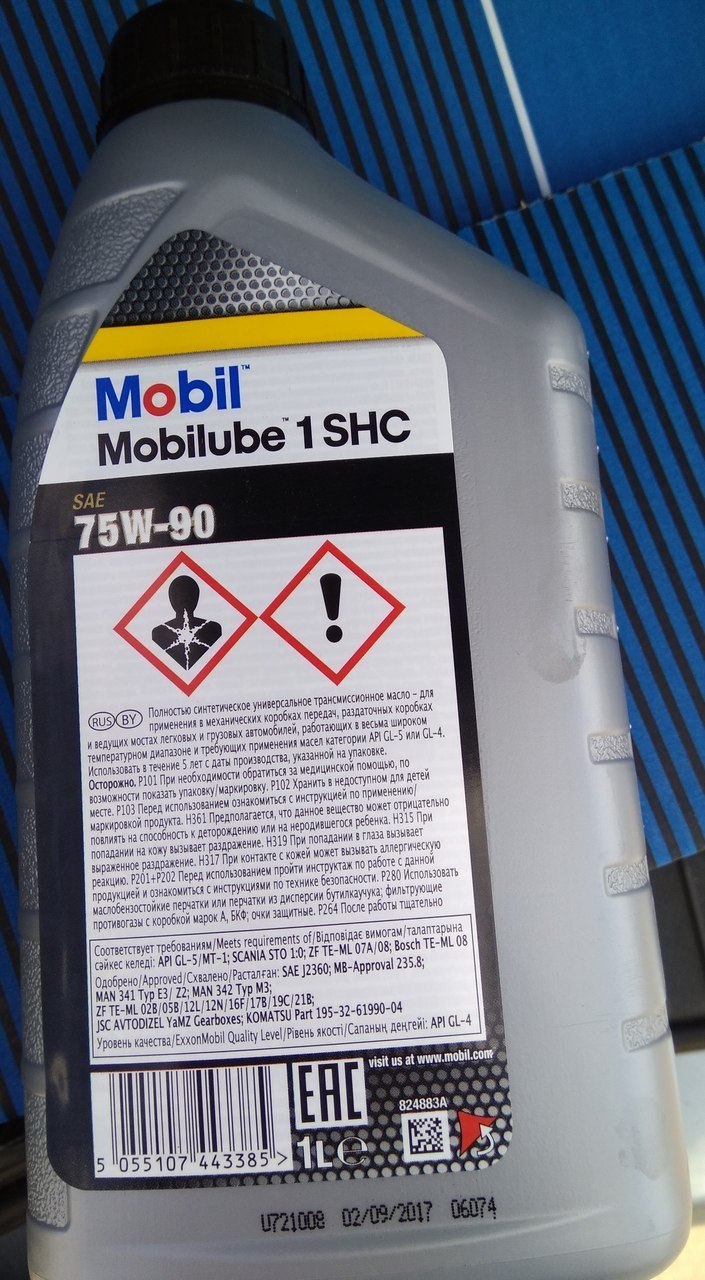 Mobil™
Mobilube™ 1 SHC
SAE
75W-90
RUS BY Полностью синтетическое универсальное трансмиссионное масло – для
применения в механических коробках передач, раздаточных коробках
и ведущих мостах легковых и грузовых автомобилей, работающих в весьма широком
температурном диапазоне и требующих применения масел категории API GL-5 или GL-4.
Использовать в течение 5 лет с даты производства, указанной на упаковке.
Осторожно. P101 При необходимости обратиться за медицинской помощью, по
возможности показать упаковку/маркировку. P102 Хранить в недоступном для детей
месте. P103 Перед использованием ознакомиться с инструкцией по применению/
маркировкой продукта. H361 Предполагается, что данное вещество может отрицательно
повлиять на способность к деторождению или на неродившегося ребенка. H315 При
попадании на кожу вызывает раздражение. H319 При попадании в глаза вызывает
выраженное раздражение. H317 При контакте с кожей может вызывать аллергическую
реакцию. P201+P202 Перед использованием пройти инструктаж по работе с данной
продукцией и ознакомиться с инструкциями по технике безопасности. P280 Использовать
маслобензостойкие перчатки или перчатки из дисперсии бутилкаучука; фильтрующие
противогазы с коробкой марок А, БКФ; очки защитные. P264 После работы тщательно
Соответствует требованиям/Meets requirements of/Відповідає вимогам/талаптарына
сәйкес келеді: API GL-5/MT-1; SCANIA STO 1:0; ZF TE-ML 07A/08; Bosch TE-ML 08
Одобрено/Approved/Схвалено/Расталған: SAE J2360; MB-Approval 235.8;
MAN 341 Typ E3/ Z2; MAN 342 Typ M3;
ZF TE-ML 02B/05B/12L/12N/16F/17B/19C/21B;
JSC AVTODIZEL YaMZ Gearboxes; KOMATSU Part 195-32-61990-04
Уровень качества/ExxonMobil Quality Level/Рівень якості/Сапаның деңгейі: API GL-4
visit us at www.mobil.com
EAC
824883A
1L e
5 055107 443385 >
U721008 02/09/2017 06074